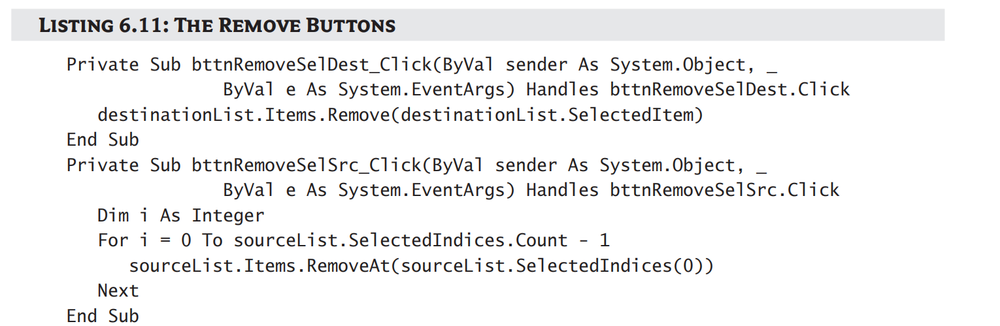 LISTING 6.11: THE REMOVE BUTTONS
Private Sub bttnRemoveSelDest_Click(ByVal sender As System.Object, _
ByVal e As System.EventArgs) Handles bttnRemoveSelDest.Click
destinationList.Items.Remove(destinationList.SelectedItem)
End Sub
Private Sub bttnRemoveSelSrc_Click(ByVal sender As System.Object, _
ByVal e As System.EventArgs) Handles bttnRemoveSelSrc.Click
Dim i As Integer
For i = 0 To sourceList.SelectedIndices.Count - 1
sourceList.Items.RemoveAt(sourceList.SelectedIndices(0))
Next
End Sub